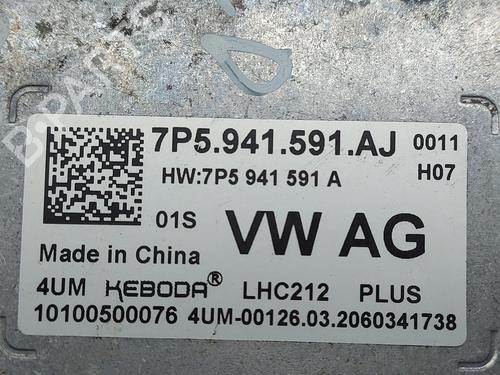 B-PARTS
7P5.941.591.AJ 0011
HW:7P5 941 591 A H07
01S VW AG
Made in China
4UM KEBODA® LHC212 PLUS
10100500076 4UM-00126.03.2060341738